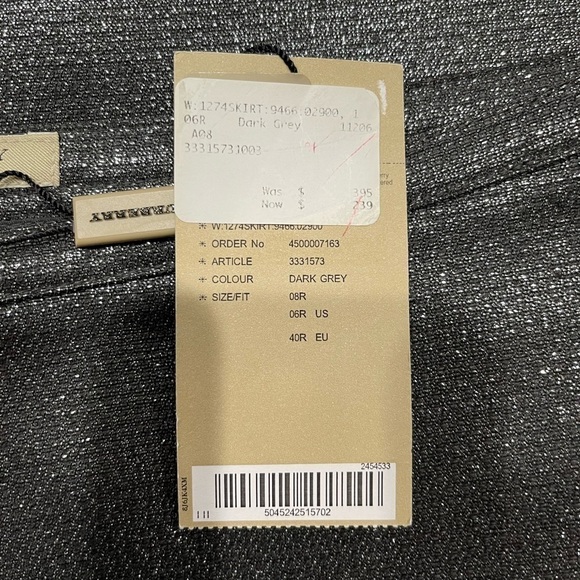 W:1274SKIRT:9466:02900, 1
06R Dark Grey 11206
A08
33315731003
Was $ 395
Now $ 239
W:1274SKIRT:9466:02900
✳ ORDER No 4500007163
✳ ARTICLE 3331573
✳ COLOUR DARK GREY
✳ SIZE/FIT 08R
06R US
40R EU
2454533
5045242515702
BURBERRY
Y